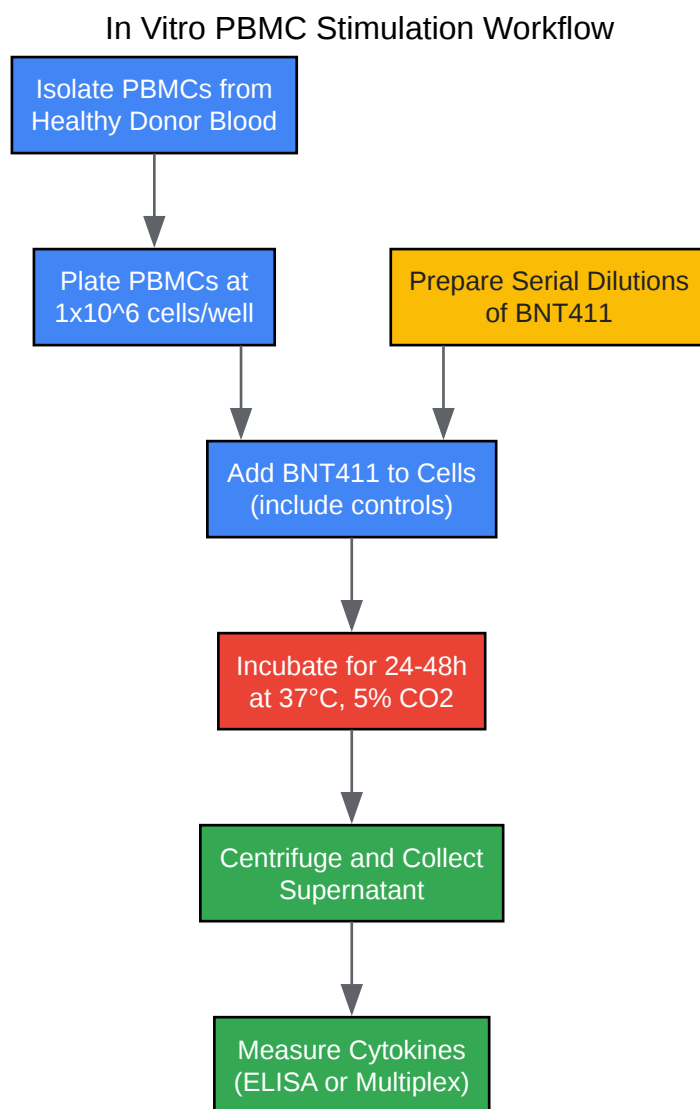 In Vitro PBMC Stimulation Workflow
Isolate PBMCs from
Healthy Donor Blood
Plate PBMCs at
1x10^6 cells/well
Prepare Serial Dilutions
of BNT411
Add BNT411 to Cells
(include controls)
Incubate for 24-48h
at 37°C, 5% CO2
Centrifuge and Collect
Supernatant
Measure Cytokines
(ELISA or Multiplex)